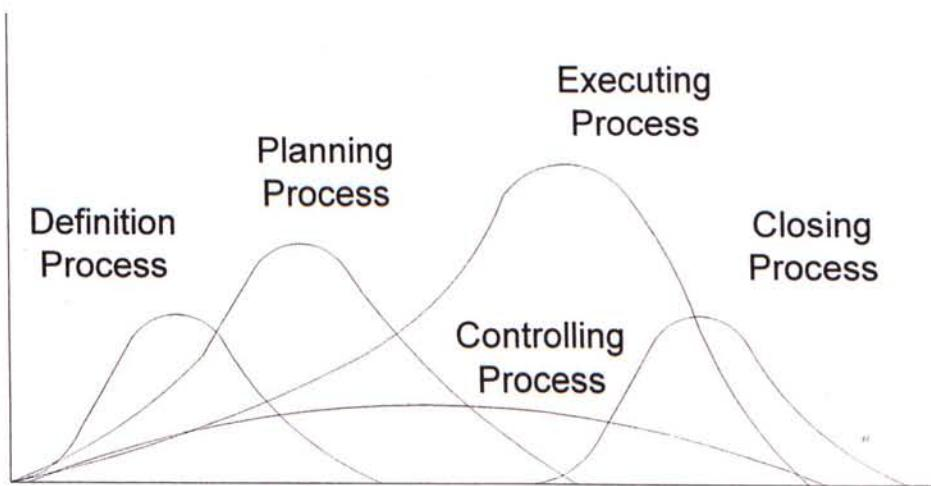 Executing
Process
Planning
Process
Definition
Process
Closing
Process
Controlling
Process